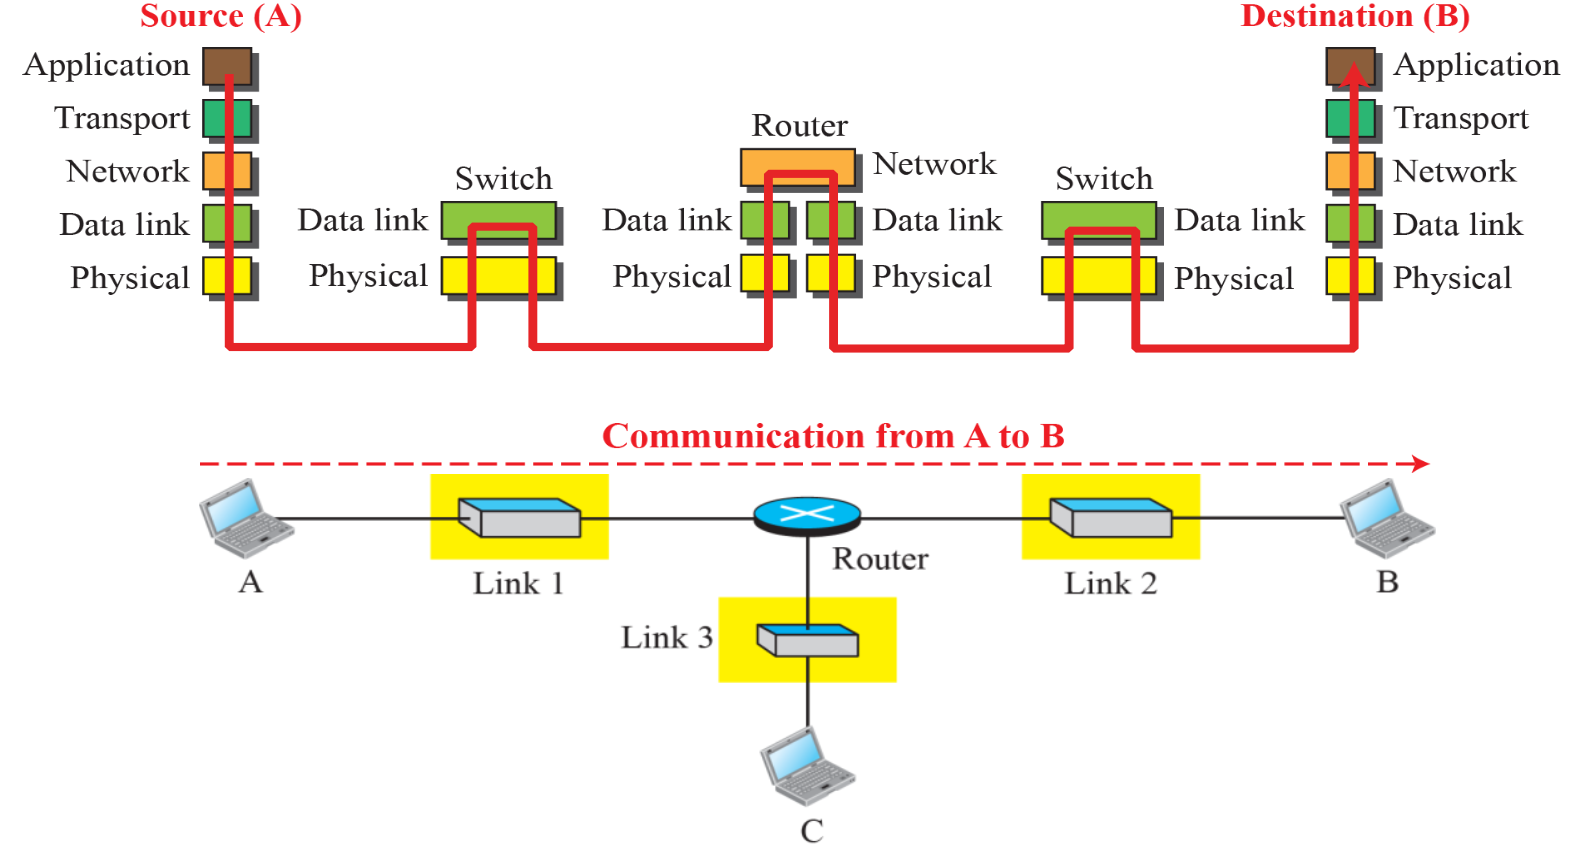 Source (A)
Destination (B)
Application
Transport
Network
Data link
Physical
Switch
Data link
Physical
Router
Network
Data link
Data link
Physical
Physical
Switch
Data link
Physical
Application
Transport
Network
Data link
Physical
Communication from A to B
A
Link 1
Router
Link 2
B
Link 3
C